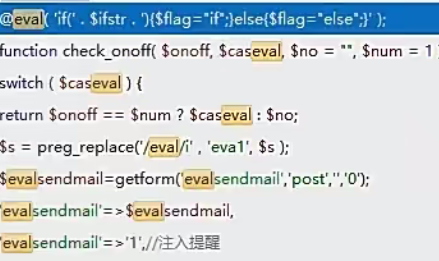 @eval( 'if(' . $ifstr . '){$flag="if";}else{$flag="else";}' );
function check_onoff( $onoff, $caseval, $no = "", $num = 1 )
switch ( $caseval ) {
return $onoff == $num ? $caseval : $no;
$s = preg_replace('/eval/i' , 'eva1', $s );
$evalsendmail=getform('evalsendmail','post','','0');
'evalsendmail'=>$evalsendmail,
'evalsendmail'=>'1',//注入提醒